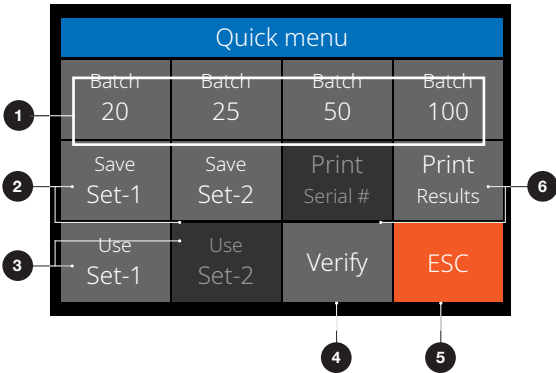 Quick menu
Batch Batch Batch Batch
20 25 50 100
1
Save Save Print Print
2 Set-1 Set-2 Serial # Results 6
Use Use
3 Set-1 Set-2 Verify ESC
4 5